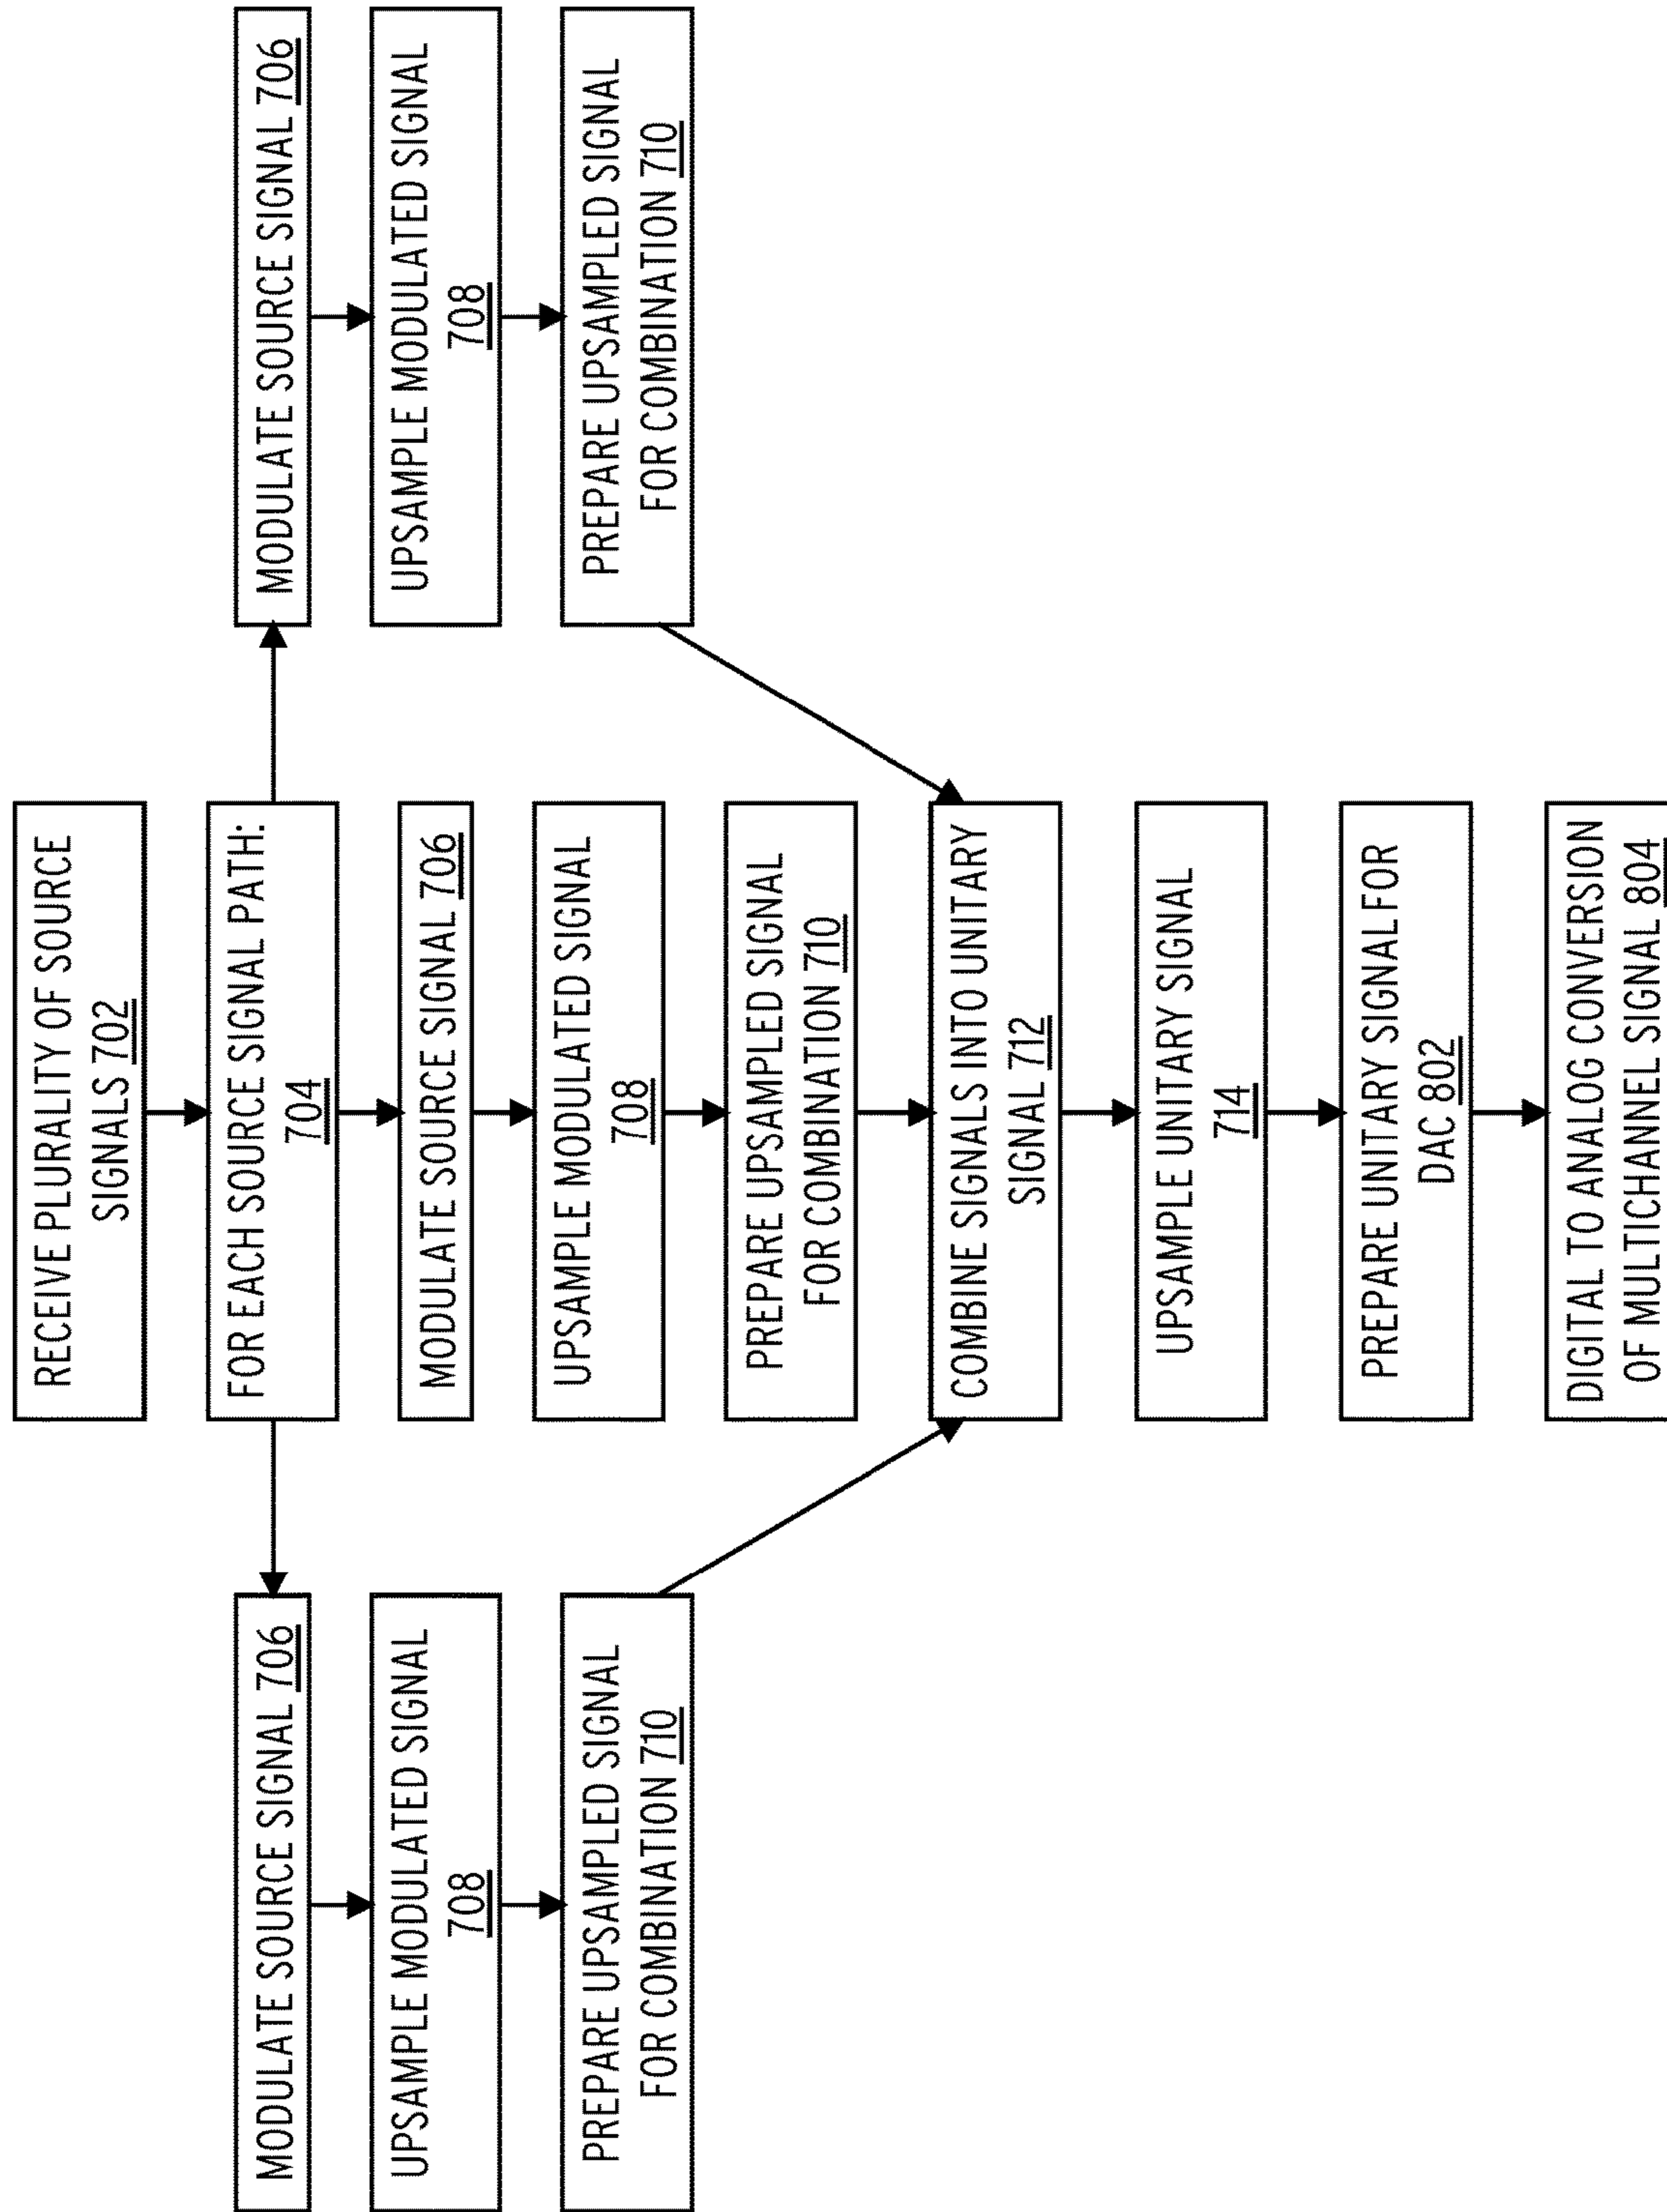 RECEIVE PLURALITY OF SOURCE
SIGNALS 702
FOR EACH SOURCE SIGNAL PATH:
704
MODULATE SOURCE SIGNAL 706
UPSAMPLE MODULATED SIGNAL
708
PREPARE UPSAMPLED SIGNAL
FOR COMBINATION 710
MODULATE SOURCE SIGNAL 706
UPSAMPLE MODULATED SIGNAL
708
PREPARE UPSAMPLED SIGNAL
FOR COMBINATION 710
MODULATE SOURCE SIGNAL 706
UPSAMPLE MODULATED SIGNAL
708
PREPARE UPSAMPLED SIGNAL
FOR COMBINATION 710
COMBINE SIGNALS INTO UNITARY
SIGNAL 712
UPSAMPLE UNITARY SIGNAL
714
PREPARE UNITARY SIGNAL FOR
DAC 802
DIGITAL TO ANALOG CONVERSION
OF MULTICHANNEL SIGNAL 804